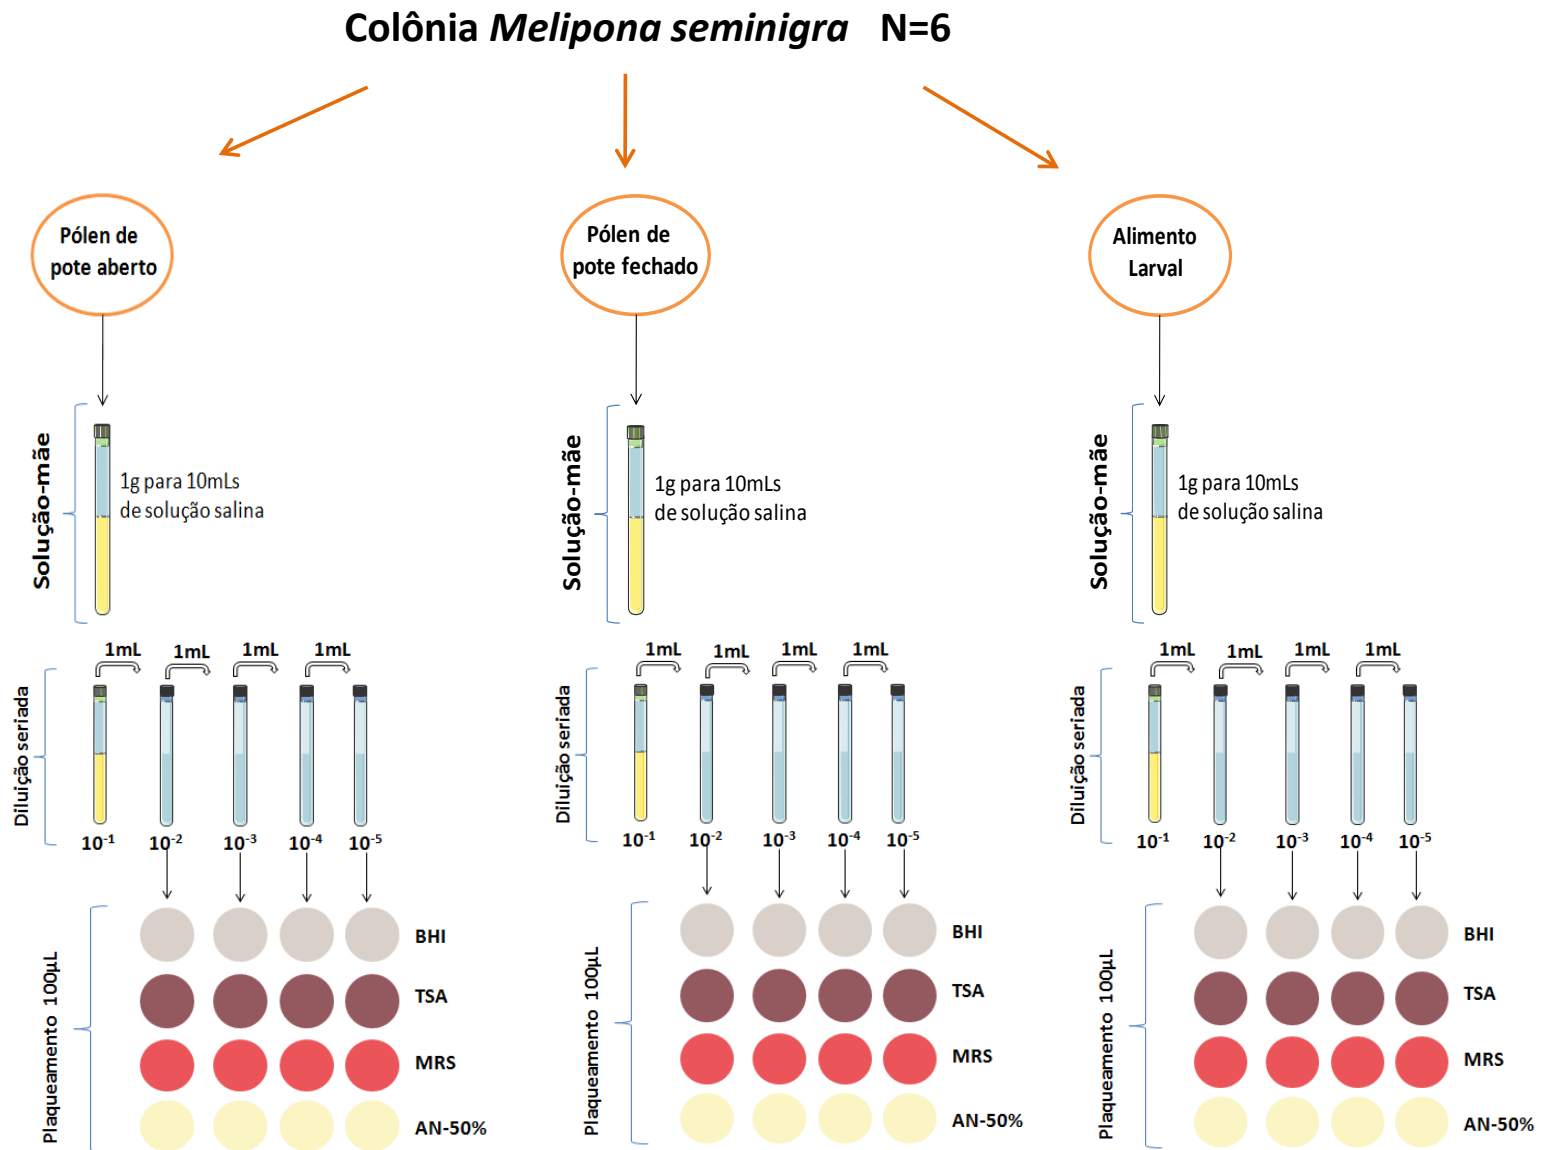 Colônia Melipona seminigra N=6
Pólen de
pote aberto
Pólen de
pote fechado
Alimento
Larval
Solução-mãe
1g para 10mLs
de solução salina
Solução-mãe
1g para 10mLs
de solução salina
Solução-mãe
1g para 10mLs
de solução salina
Diluição seriada
1mL 1mL 1mL 1mL
10⁻¹ 10⁻² 10⁻³ 10⁻⁴ 10⁻⁵
Diluição seriada
1mL 1mL 1mL 1mL
10⁻¹ 10⁻² 10⁻³ 10⁻⁴ 10⁻⁵
Diluição seriada
1mL 1mL 1mL 1mL
10⁻¹ 10⁻² 10⁻³ 10⁻⁴ 10⁻⁵
Plaqueamento 100µL
BHI
TSA
MRS
AN-50%
Plaqueamento 100µL
BHI
TSA
MRS
AN-50%
Plaqueamento 100µL
BHI
TSA
MRS
AN-50%